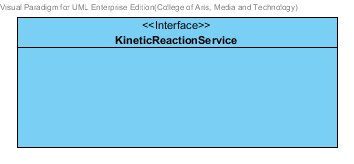 Visual Paradigm for UML Enterprise Edition(College of Arts, Media and Technology)
<<Interface>>
KineticReactionService